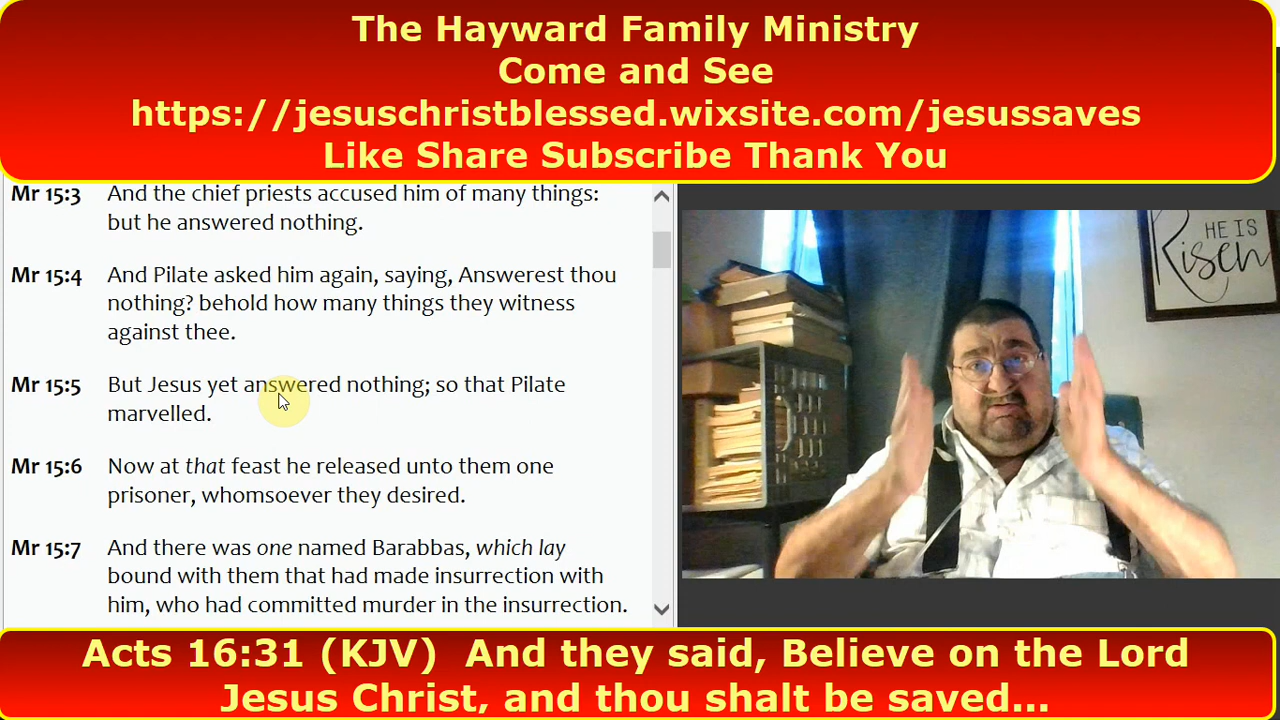 The Hayward Family Ministry
Come and See
https://jesuschristblessed.wixsite.com/jesussaves
Like Share Subscribe Thank You
Mr 15:3 And the chief priests accused him of many things:
but he answered nothing.
Mr 15:4 And Pilate asked him again, saying, Answerest thou
nothing? behold how many things they witness
against thee.
Mr 15:5 But Jesus yet answered nothing; so that Pilate
marvelled.
Mr 15:6 Now at that feast he released unto them one
prisoner, whomsoever they desired.
Mr 15:7 And there was one named Barabbas, which lay
bound with them that had made insurrection with
him, who had committed murder in the insurrection.
HE IS
Risen
Acts 16:31 (KJV) And they said, Believe on the Lord
Jesus Christ, and thou shalt be saved...